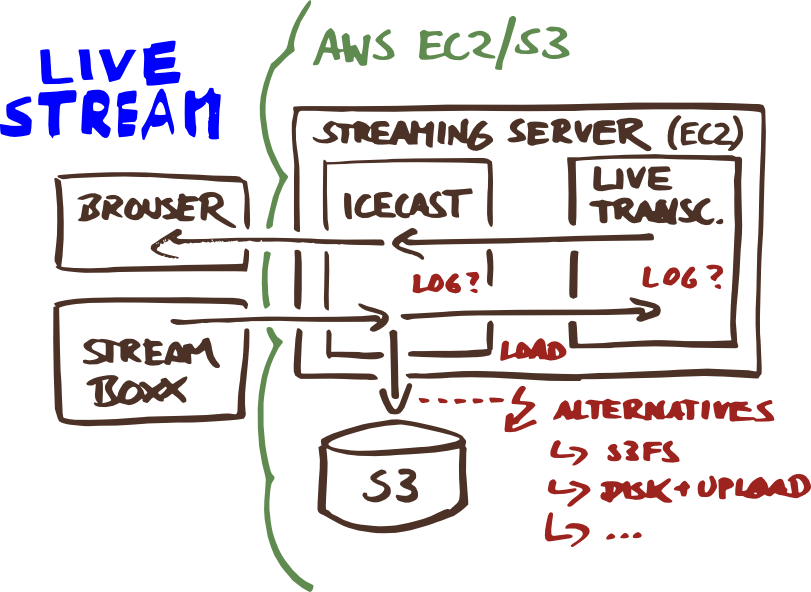 LIVE
STREAM
AWS EC2/S3
STREAMING SERVER (EC2)
BROWSER
ICECAST
LIVE
TRANSC.
LOG?
LOG?
STREAM
BOXX
LOAD
ALTERNATIVES
S3FS
DISK + UPLOAD
...
S3